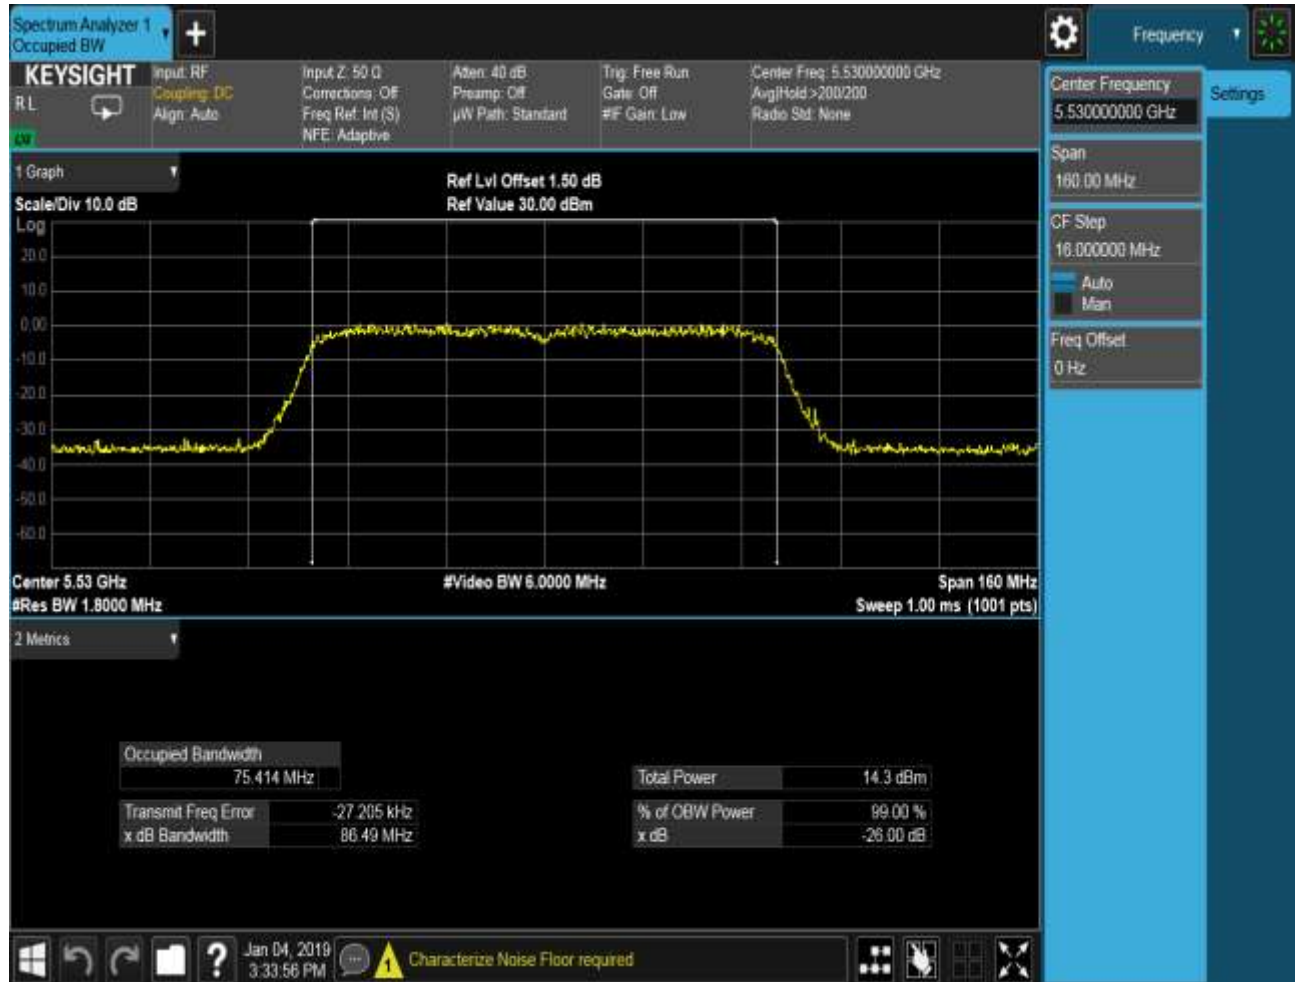 Spectrum Analyzer 1
Occupied BW
Frequency
KEYSIGHT
RL
Input: RF
Coupling: DC
Align: Auto
Input Z: 50 Ω
Corrections: Off
Freq Ref: Int (S)
NFE: Adaptive
Atten: 40 dB
Preamp: Off
µW Path: Standard
Trig: Free Run
Gate: Off
#IF Gain: Low
Center Freq: 5.530000000 GHz
Avg|Hold:>200/200
Radio Std: None
Center Frequency
5.530000000 GHz
Settings
Span
160.00 MHz
CF Step
16.000000 MHz
Auto
Man
Freq Offset
0 Hz
1 Graph
Scale/Div 10.0 dB
Ref Lvl Offset 1.50 dB
Ref Value 30.00 dBm
Log
20.0
10.0
0.00
-10.0
-20.0
-30.0
-40.0
-50.0
-60.0
Center 5.53 GHz
#Video BW 6.0000 MHz
Span 160 MHz
#Res BW 1.8000 MHz
Sweep 1.00 ms (1001 pts)
2 Metrics
Occupied Bandwidth
75.414 MHz
Total Power 14.3 dBm
Transmit Freq Error -27.205 kHz
% of OBW Power 99.00 %
x dB Bandwidth 86.49 MHz
x dB -26.00 dB
?
Jan 04, 2019
3:33:56 PM
1
Characterize Noise Floor required